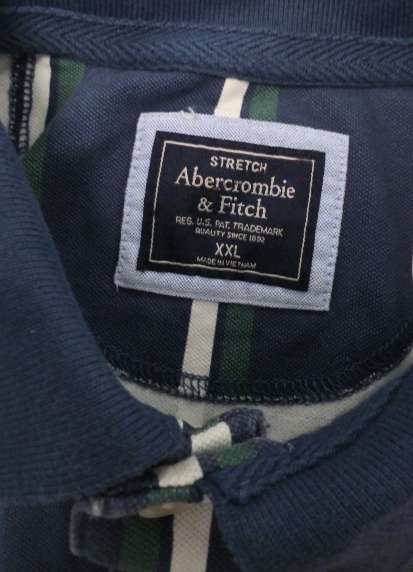 STRETCH
Abercrombie
& Fitch
REG. U.S. PAT. TRADEMARK
QUALITY SINCE 1892
XXL
MADE IN VIETNAM